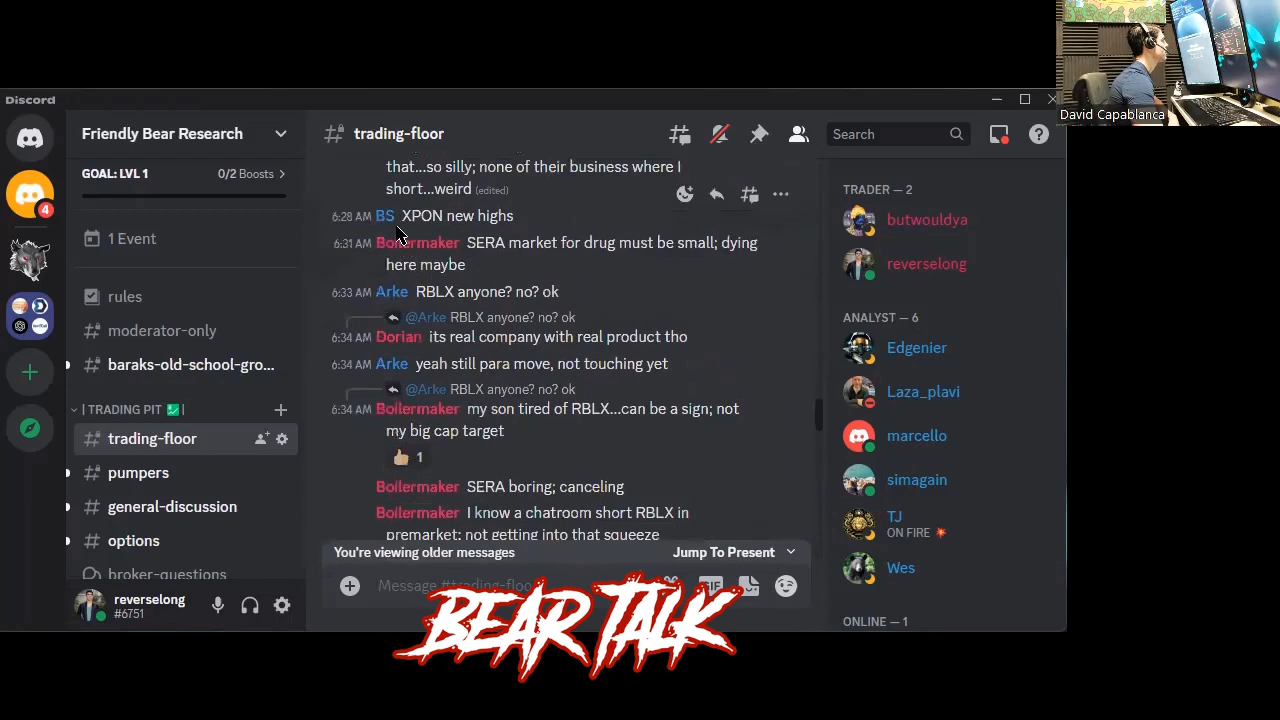 David Capablanca
Discord
Friendly Bear Research
trading-floor
Search
GOAL: LVL 1
0/2 Boosts
1 Event
rules
moderator-only
baras-old-school-gro...
| TRADING PIT
trading-floor
pumpers
general-discussion
options
broker-questions
reverselong
#6751
4
that...so silly; none of their business where I
short...weird (edited)
6:28 AM BS XPON new highs
6:31 AM Boilermaker SERA market for drug must be small; dying
here maybe
6:33 AM Arke RBLX anyone? no? ok
@Arke RBLX anyone? no? ok
6:34 AM Dorian its real company with real product tho
6:34 AM Arke yeah still para move, not touching yet
@Arke RBLX anyone? no? ok
6:34 AM Boilermaker my son tired of RBLX...can be a sign; not
my big cap target
1
Boilermaker SERA boring; canceling
Boilermaker I know a chatroom short RBLX in
premarket; not getting into that squeeze
You're viewing older messages
Jump To Present
Message #trading-floo
GIF
TRADER — 2
butwouldya
reverselong
ANALYST — 6
Edgenier
Laza_plavi
marcello
simagain
TJ
ON FIRE
Wes
ONLINE — 1
BEAR TALK